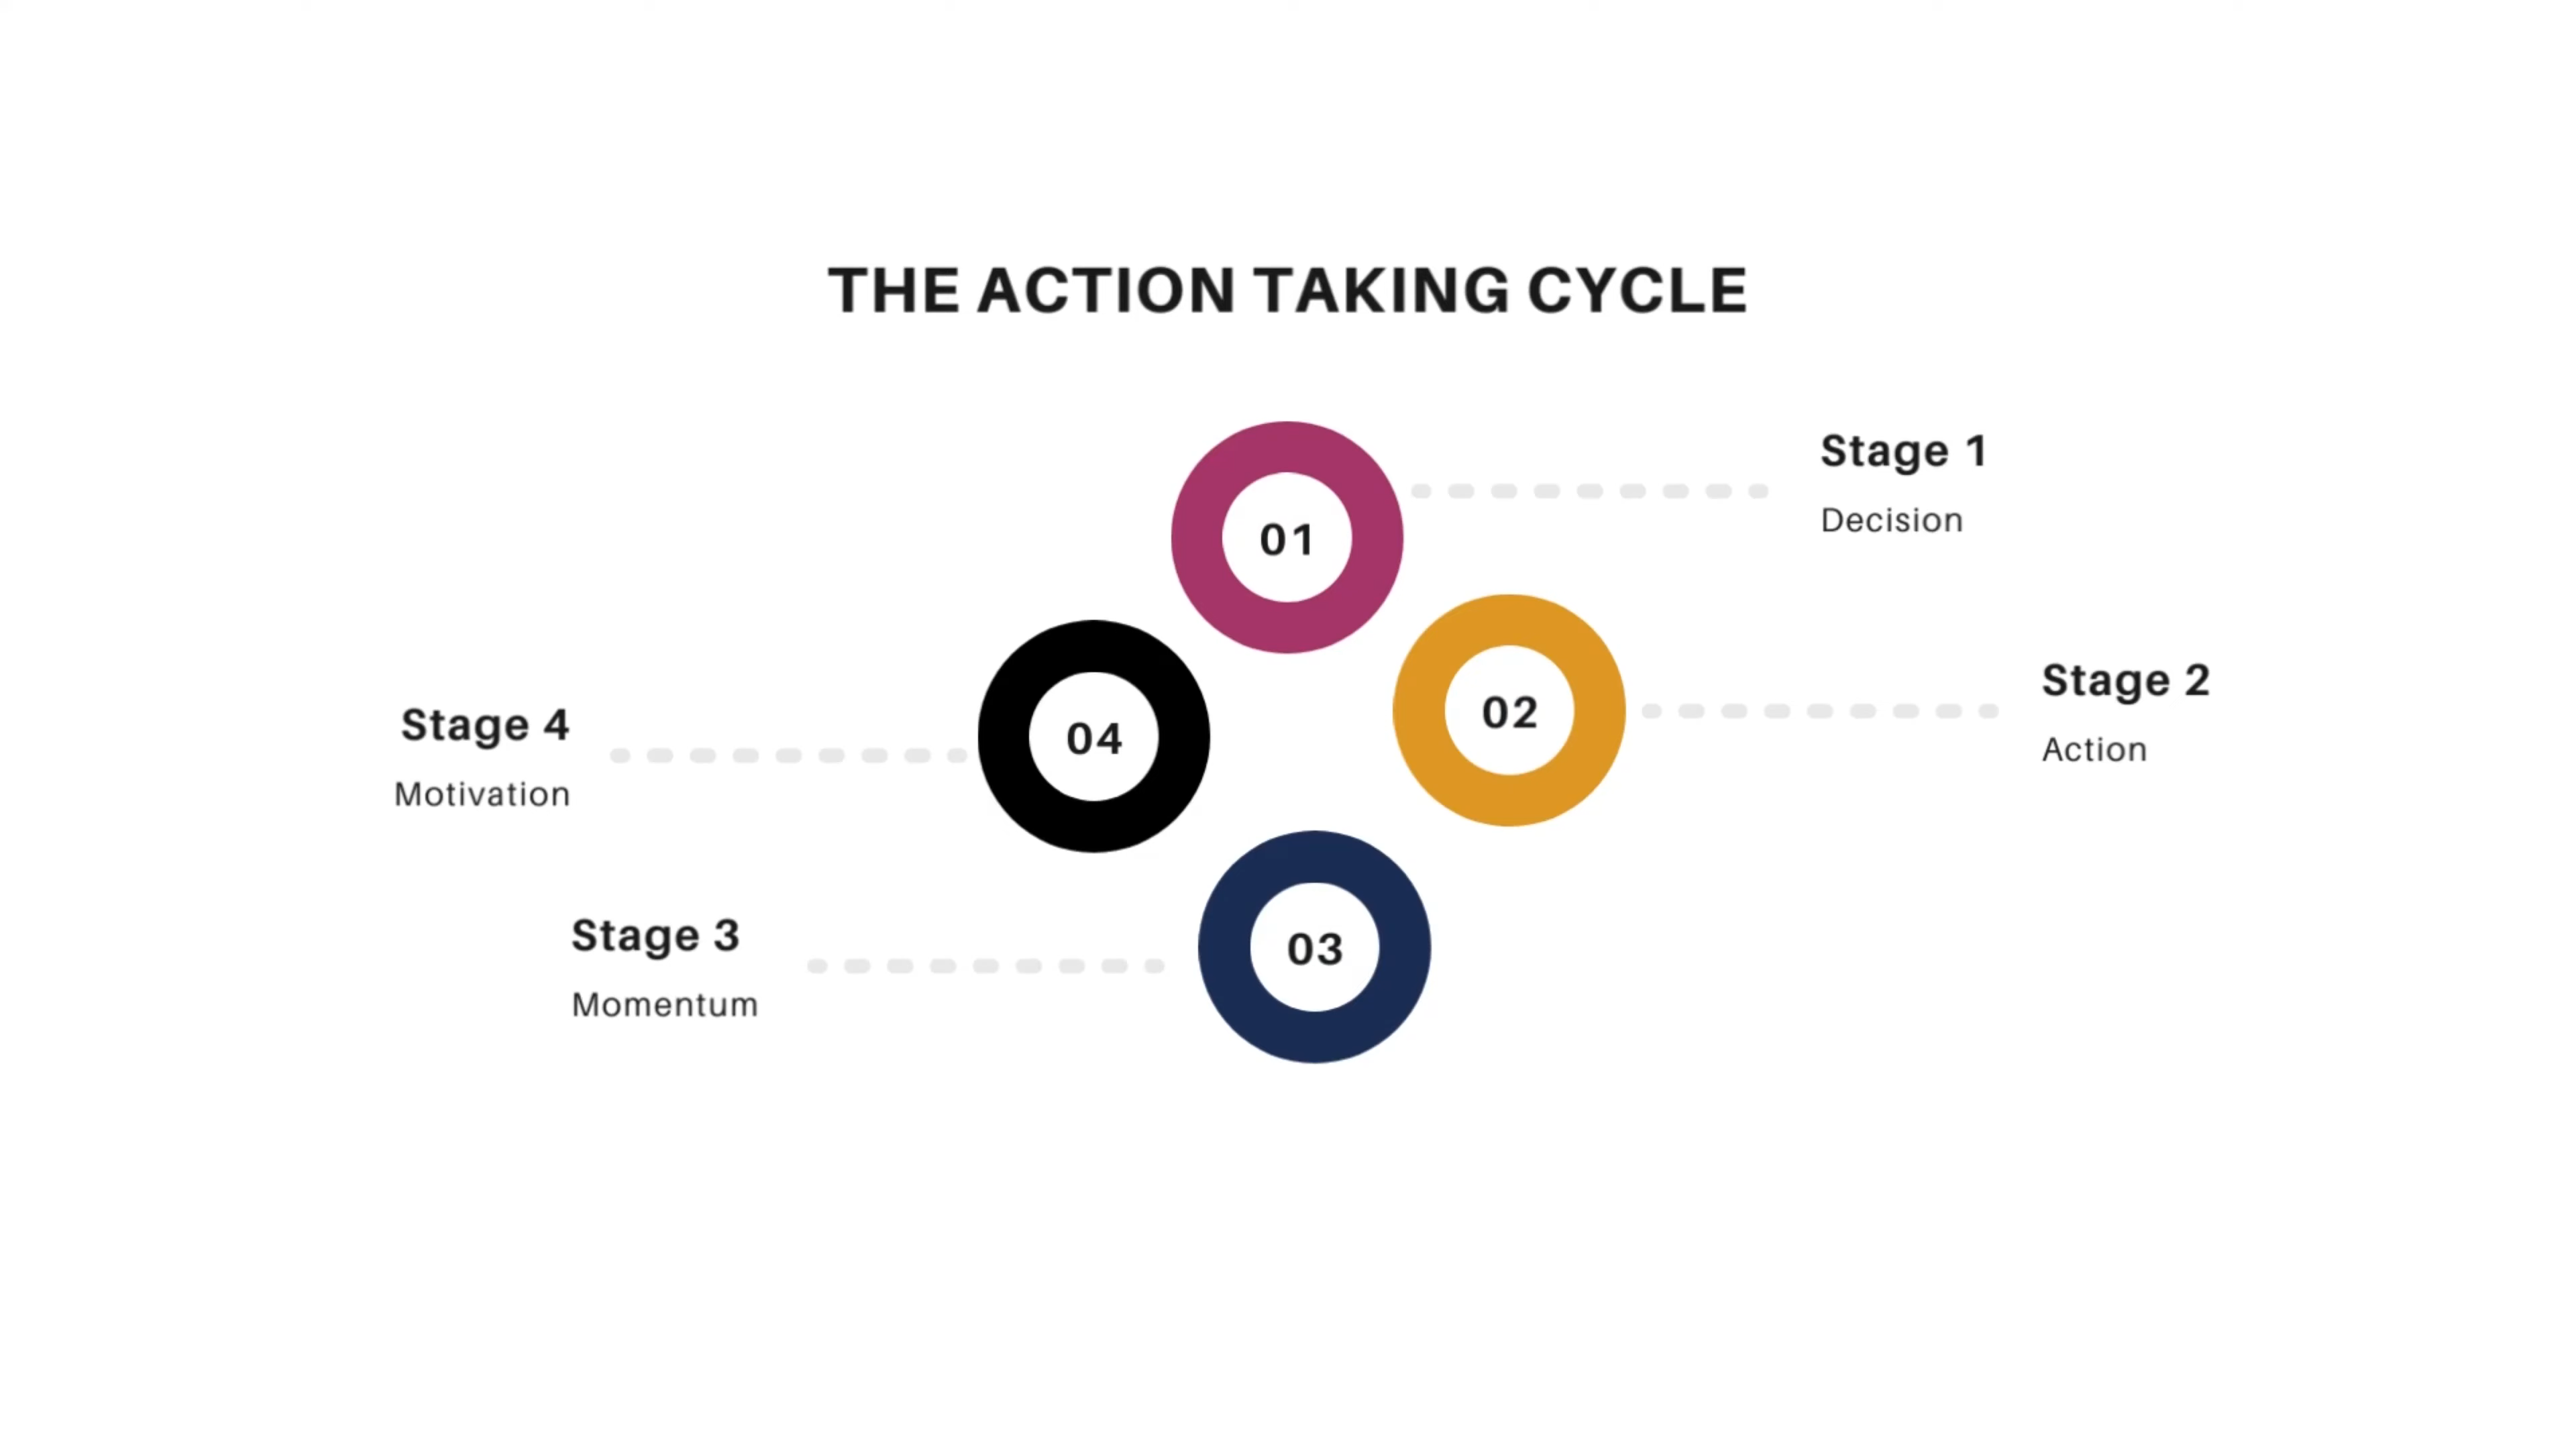 THE ACTION TAKING CYCLE
01
Stage 1
Decision
02
Stage 2
Action
03
Stage 3
Momentum
04
Stage 4
Motivation